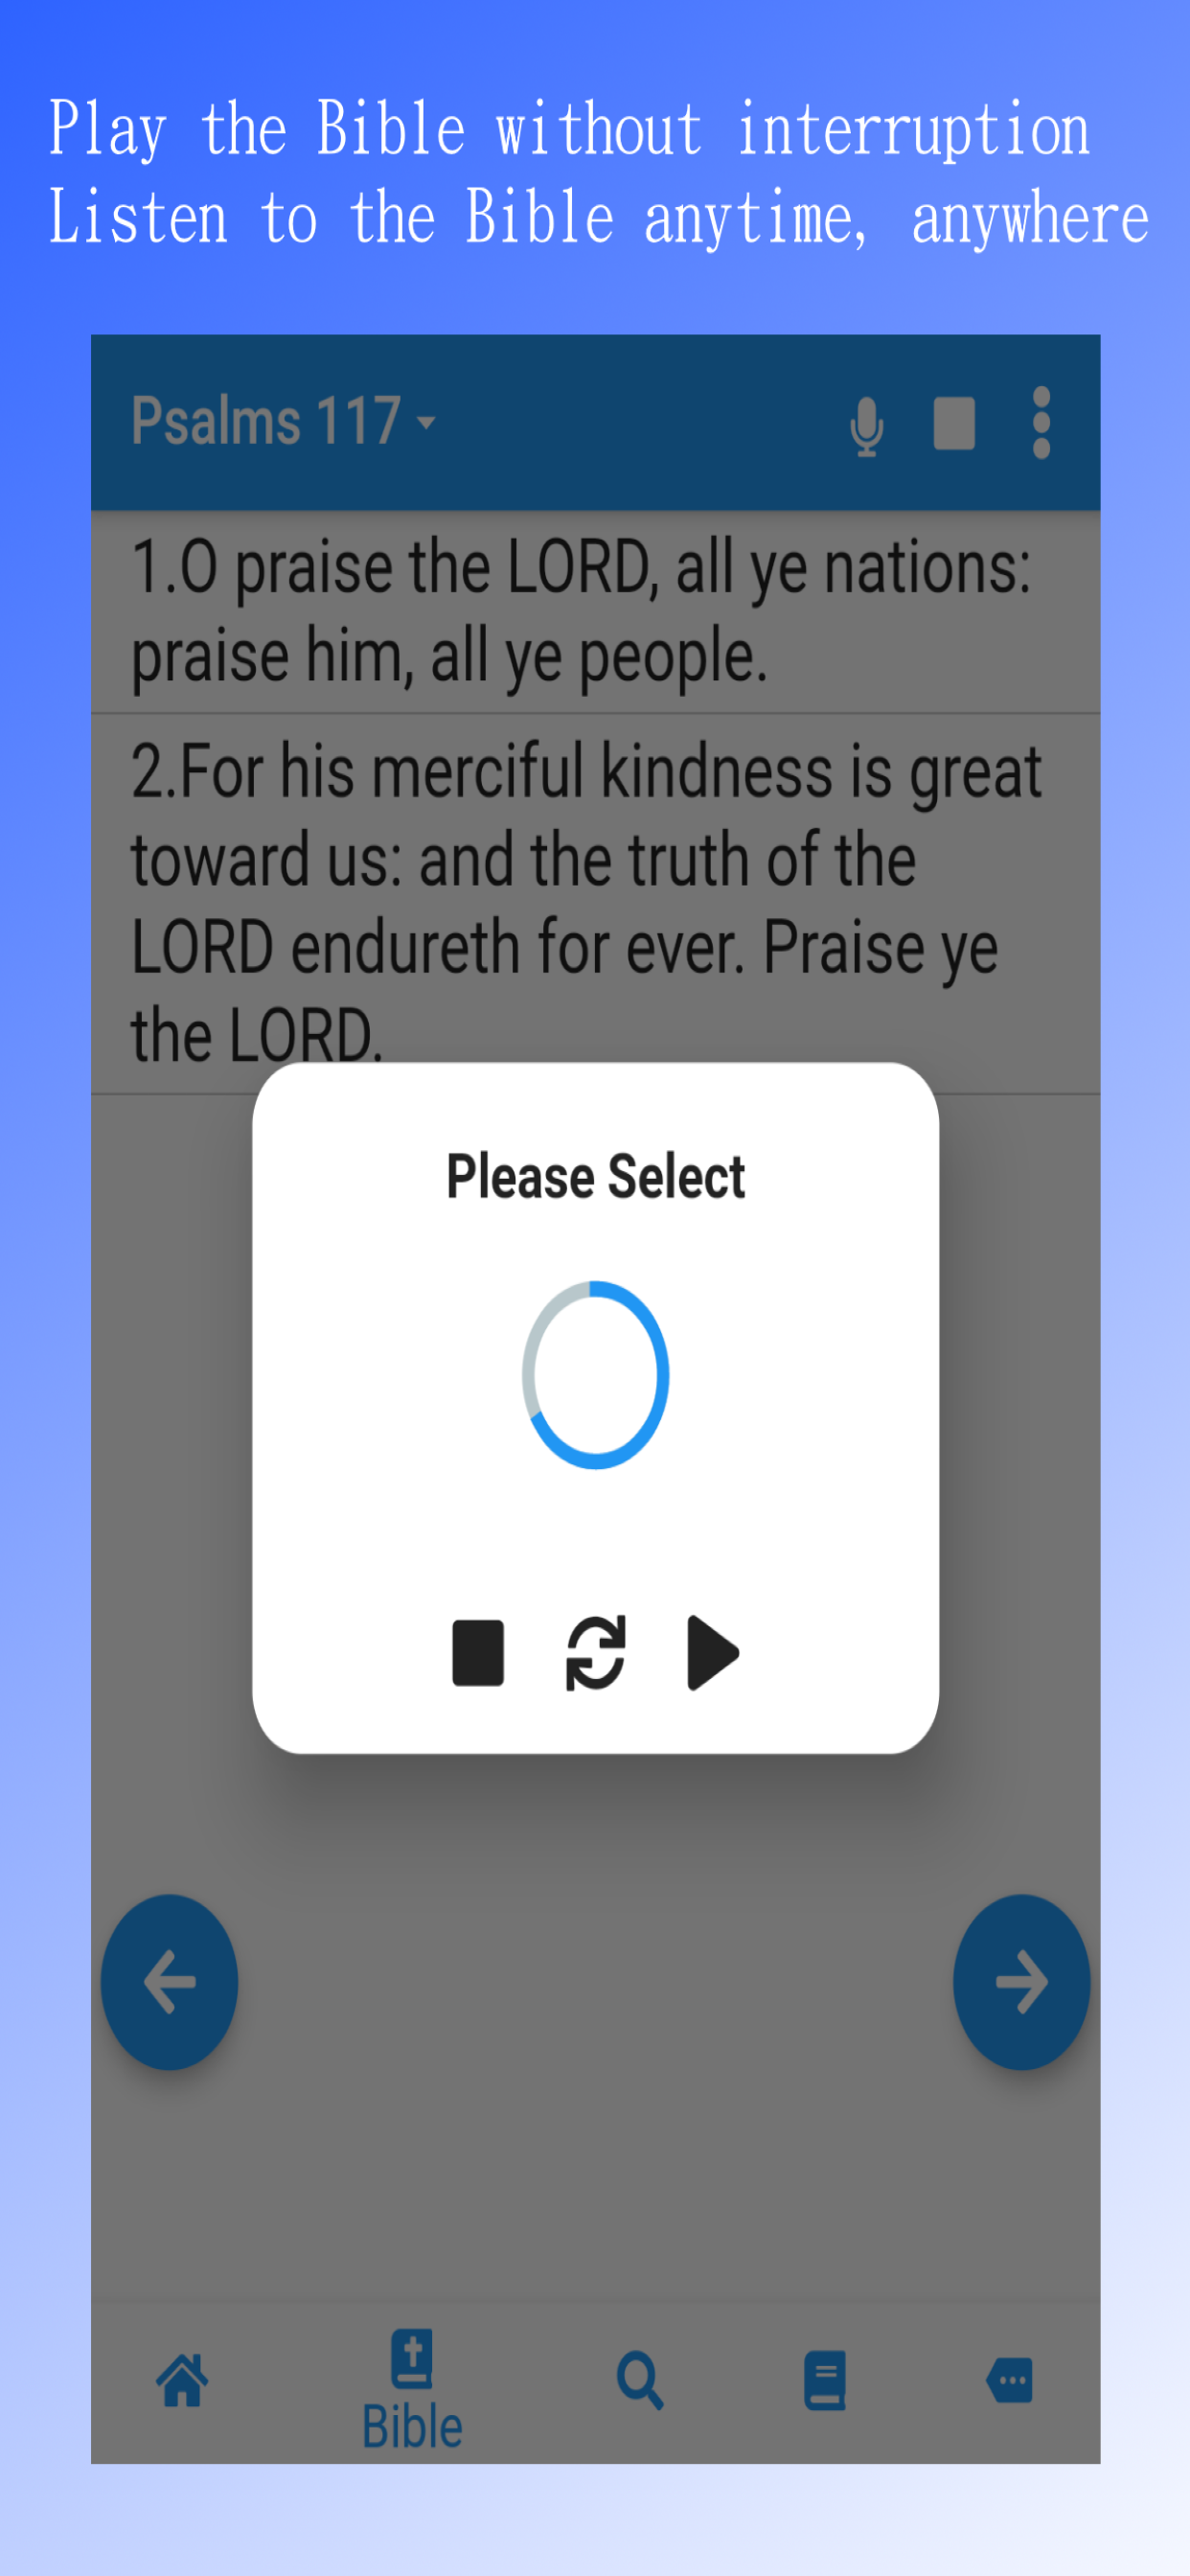 Play the Bible without interruption
Listen to the Bible anytime, anywhere
Psalms 117
1.O praise the LORD, all ye nations:
praise him, all ye people.
2.For his merciful kindness is great
toward us: and the truth of the
LORD endureth for ever. Praise ye
the LORD.
Please Select
Bible